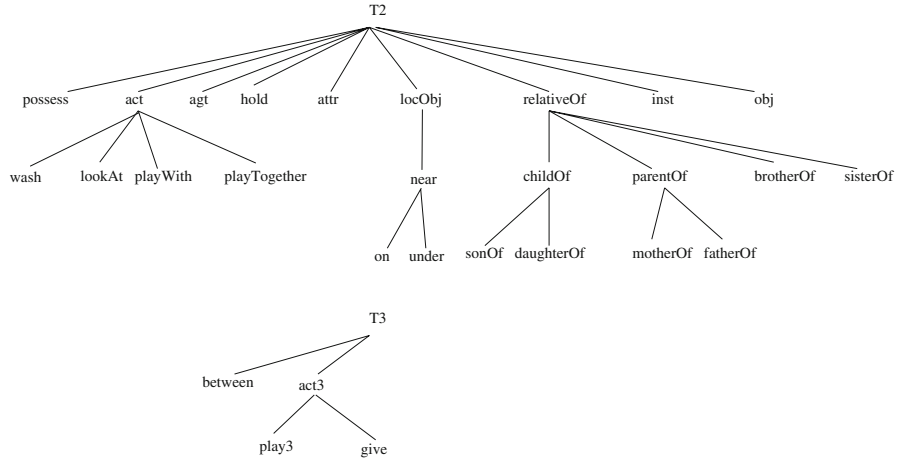 T2
possess act agt hold attr locObj relativeOf inst obj
wash lookAt playWith playTogether near childOf parentOf brotherOf sisterOf
on under sonOf daughterOf motherOf fatherOf
T3
between act3
play3 give